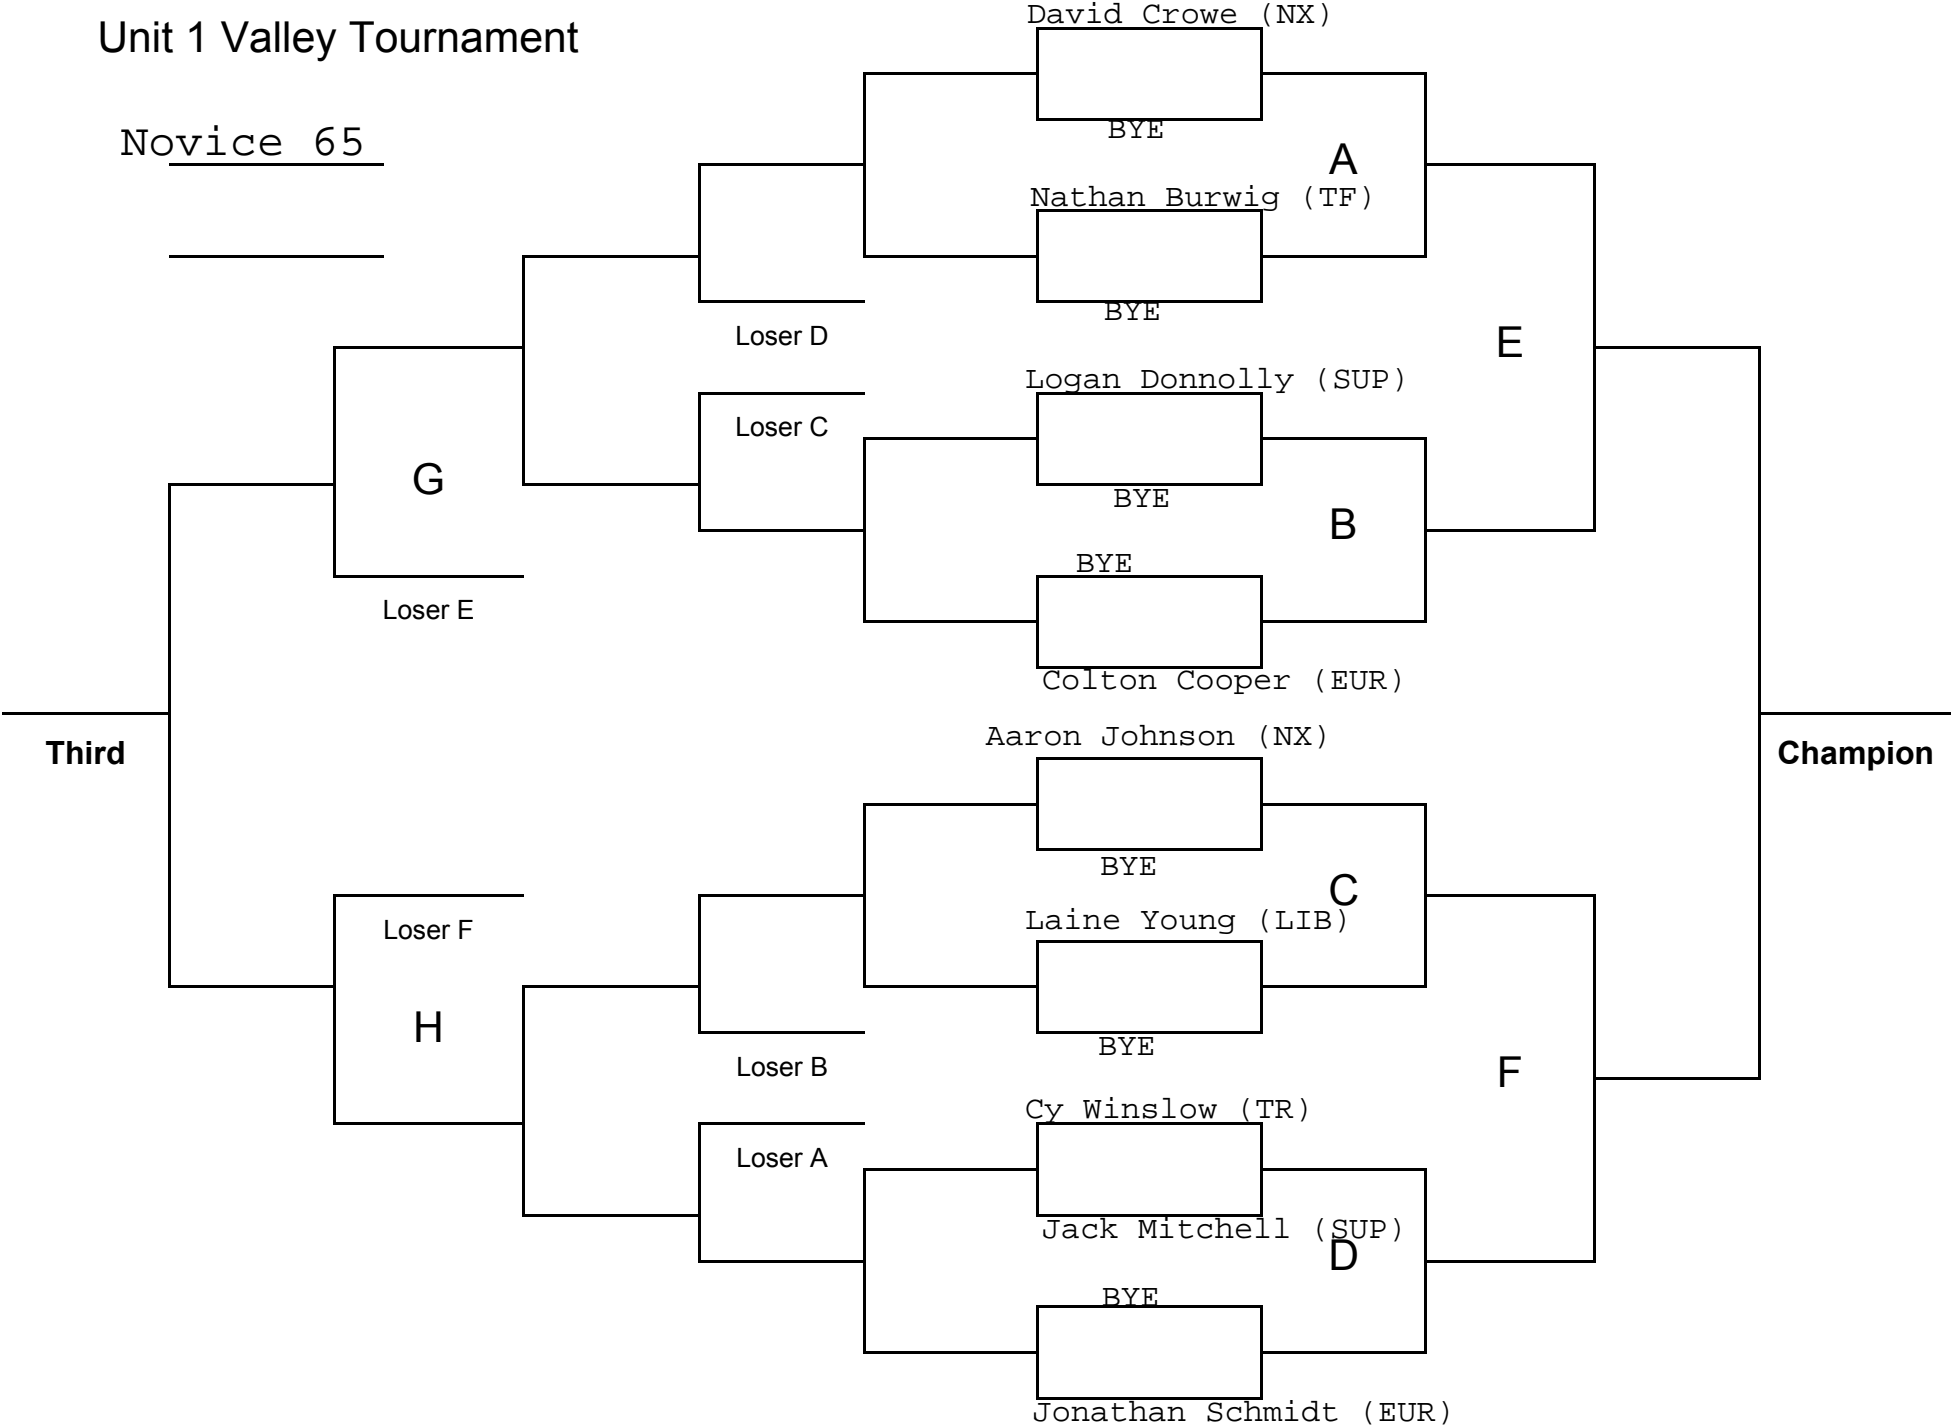 Unit 1 Valley Tournament
Novice 65
David Crowe (NX)
BYE
A
Nathan Burwig (TF)
BYE
Loser D
E
Logan Donnolly (SUP)
Loser C
G
BYE
B
BYE
Loser E
Colton Cooper (EUR)
Third
Aaron Johnson (NX)
Champion
BYE
C
Loser F
Laine Young (LIB)
H
BYE
Loser B
F
Cy Winslow (TR)
Loser A
Jack Mitchell (SUP)
D
BYE
Jonathan Schmidt (EUR)